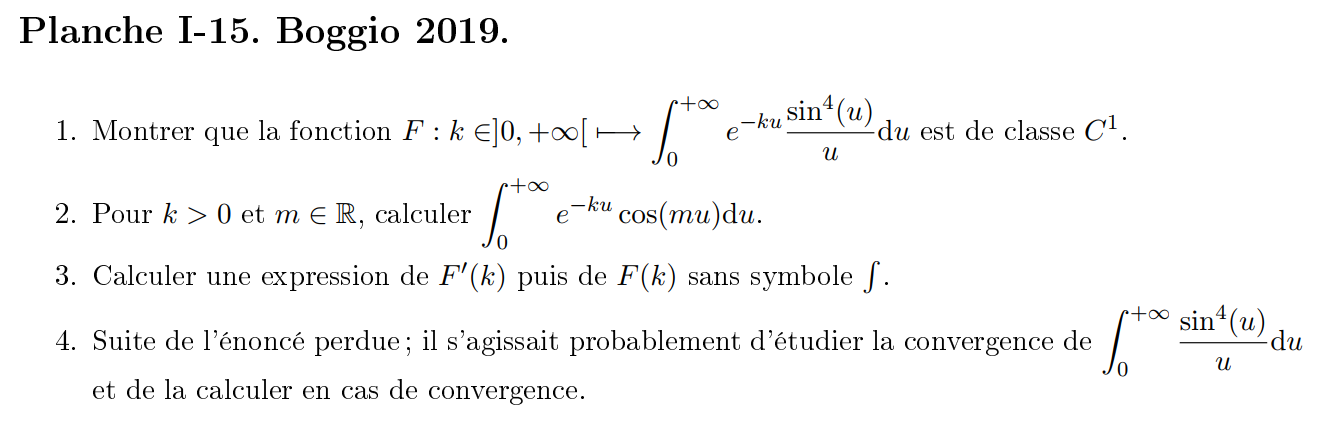 Planche I-15. Boggio 2019.
1. Montrer que la fonction $F : k \in ]0, +\infty[ \longmapsto \int_0^{+\infty} e^{-ku} \frac{\sin^4(u)}{u} \mathrm{d}u$ est de classe $C^1$.
2. Pour $k > 0$ et $m \in \mathbb{R}$, calculer $\int_0^{+\infty} e^{-ku} \cos(mu) \mathrm{d}u$.
3. Calculer une expression de $F'(k)$ puis de $F(k)$ sans symbole $\int$.
4. Suite de l'énoncé perdue ; il s'agissait probablement d'étudier la convergence de $\int_0^{+\infty} \frac{\sin^4(u)}{u} \mathrm{d}u$
et de la calculer en cas de convergence.